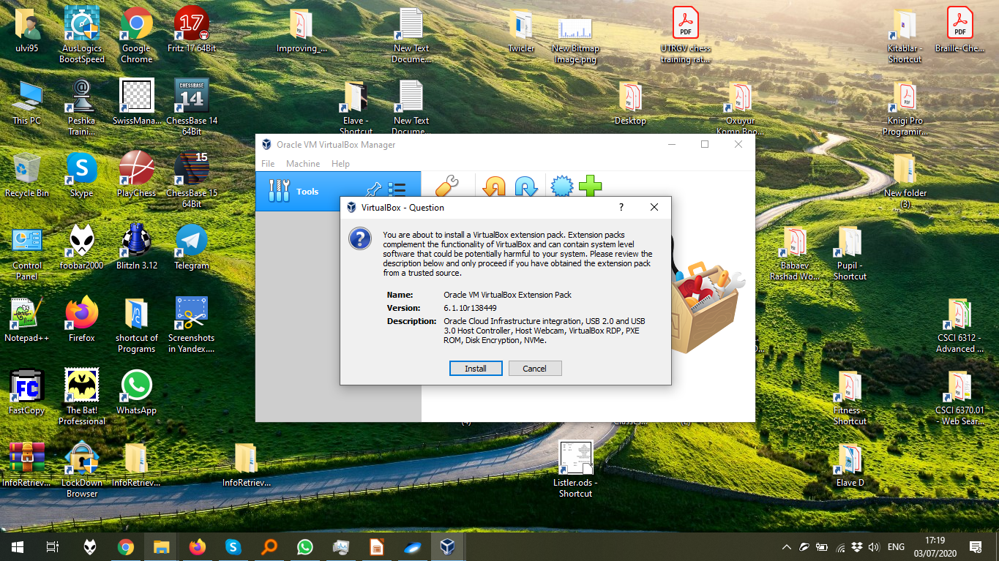 ulvi95
AusLogics
BoostSpeed
Google
Chrome
17
Fritz 17 64Bit
Improving_...
New Text
Docume...
Twicler
New Bitmap
Image.png
PDF
UTRGV chess
training rat...
Kitablar -
Shortcut
PDF
Braille-Che...
This PC
Peshka
Traini...
SwissMana...
CHESSBASE
14
ChessBase 14
64Bit
Elave -
Shortcut
New Text
Docume...
Desktop
Oxuyur
Komp Boo...
Knigi Pro
Programir...
Recycle Bin
Skype
PlayChess
15
ChessBase 15
64Bit
New folder
(3)
Control
Panel
foobar2000
BlitzIn 3.12
Telegram
Babaev
Rashad Wo...
Pupil -
Shortcut
Notepad++
Firefox
shortcut of
Programs
Screenshots
in Yandex....
CSCI 6312 -
Advanced ...
FC
FastCopy
The Bat!
Professional
WhatsApp
Fitness -
Shortcut
CSCI 6370.01
- Web Sear...
InfoRetriev...
LockDown
Browser
InfoRetriev...
InfoRetriev...
Listler.ods -
Shortcut
Elave D
Oracle VM VirtualBox Manager
File Machine Help
Tools
VirtualBox - Question
?
You are about to install a VirtualBox extension pack. Extension packs
complement the functionality of VirtualBox and can contain system level
software that could be potentially harmful to your system. Please review the
description below and only proceed if you have obtained the extension pack
from a trusted source.
Name: Oracle VM VirtualBox Extension Pack
Version: 6.1.10r138449
Description: Oracle Cloud Infrastructure integration, USB 2.0 and USB
3.0 Host Controller, Host Webcam, VirtualBox RDP, PXE
ROM, Disk Encryption, NVMe.
Install Cancel
ENG
17:19
03/07/2020